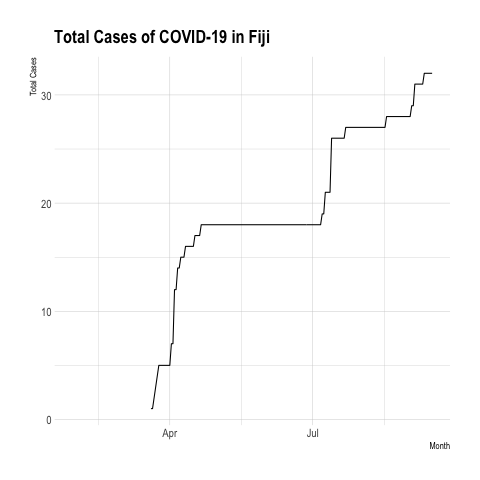 Total Cases of COVID-19 in Fiji
Total Cases
30
20
10
0
Apr Jul
Month